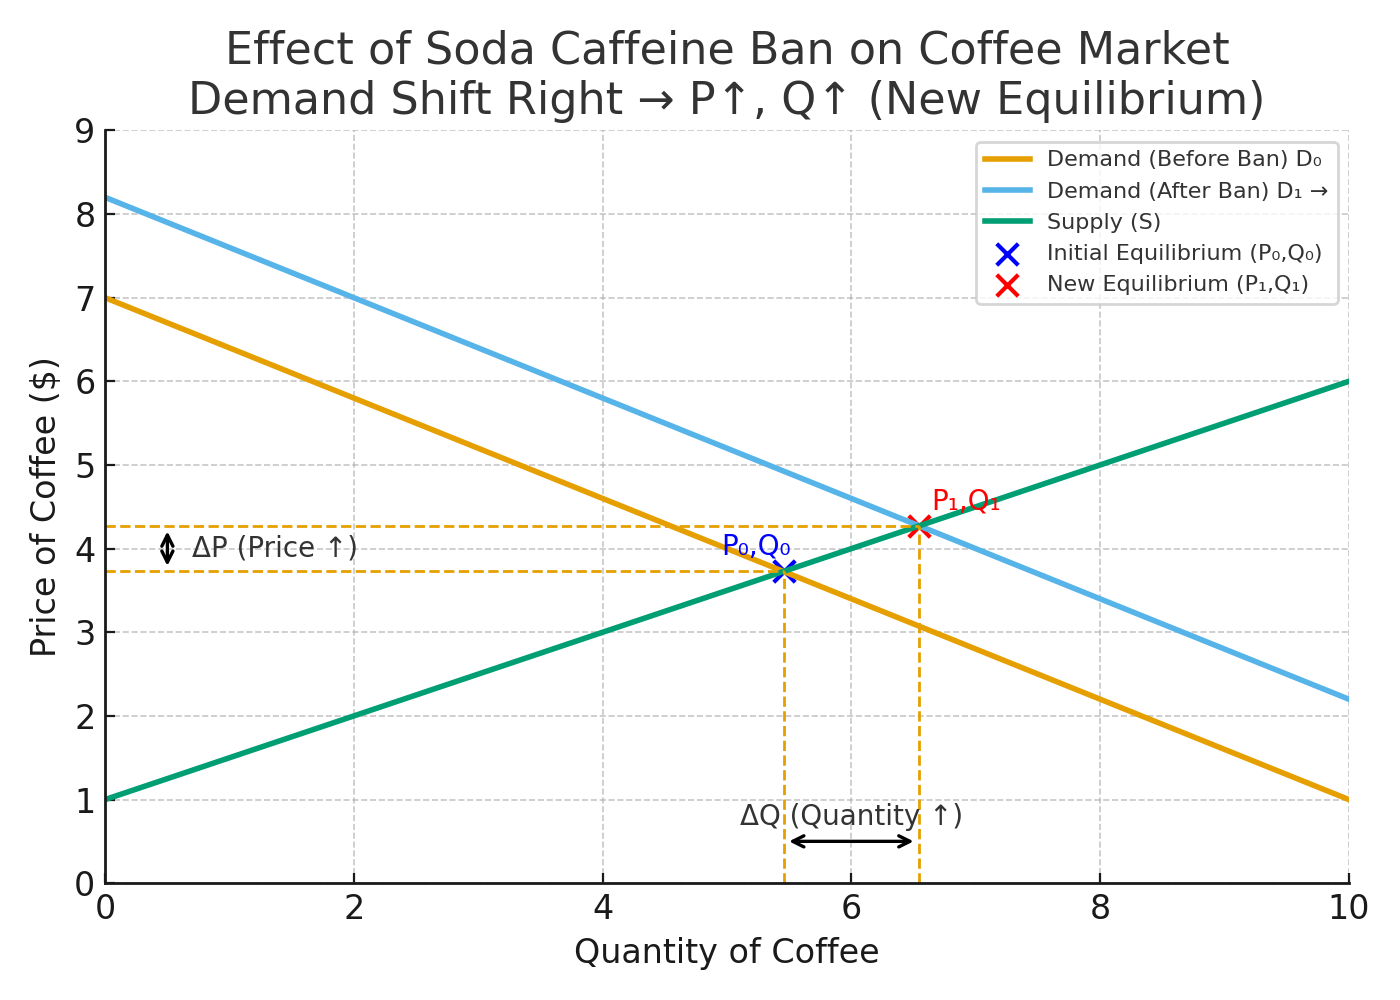 Effect of Soda Caffeine Ban on Coffee Market
Demand Shift Right → P↑, Q↑ (New Equilibrium)
Demand (Before Ban) D₀
Demand (After Ban) D₁ →
Supply (S)
Initial Equilibrium (P₀,Q₀)
New Equilibrium (P₁,Q₁)
9
8
7
6
5
4
3
2
1
0
Price of Coffee ($)
P₁,Q₁
P₀,Q₀
ΔP (Price ↑)
ΔQ (Quantity ↑)
0 2 4 6 8 10
Quantity of Coffee